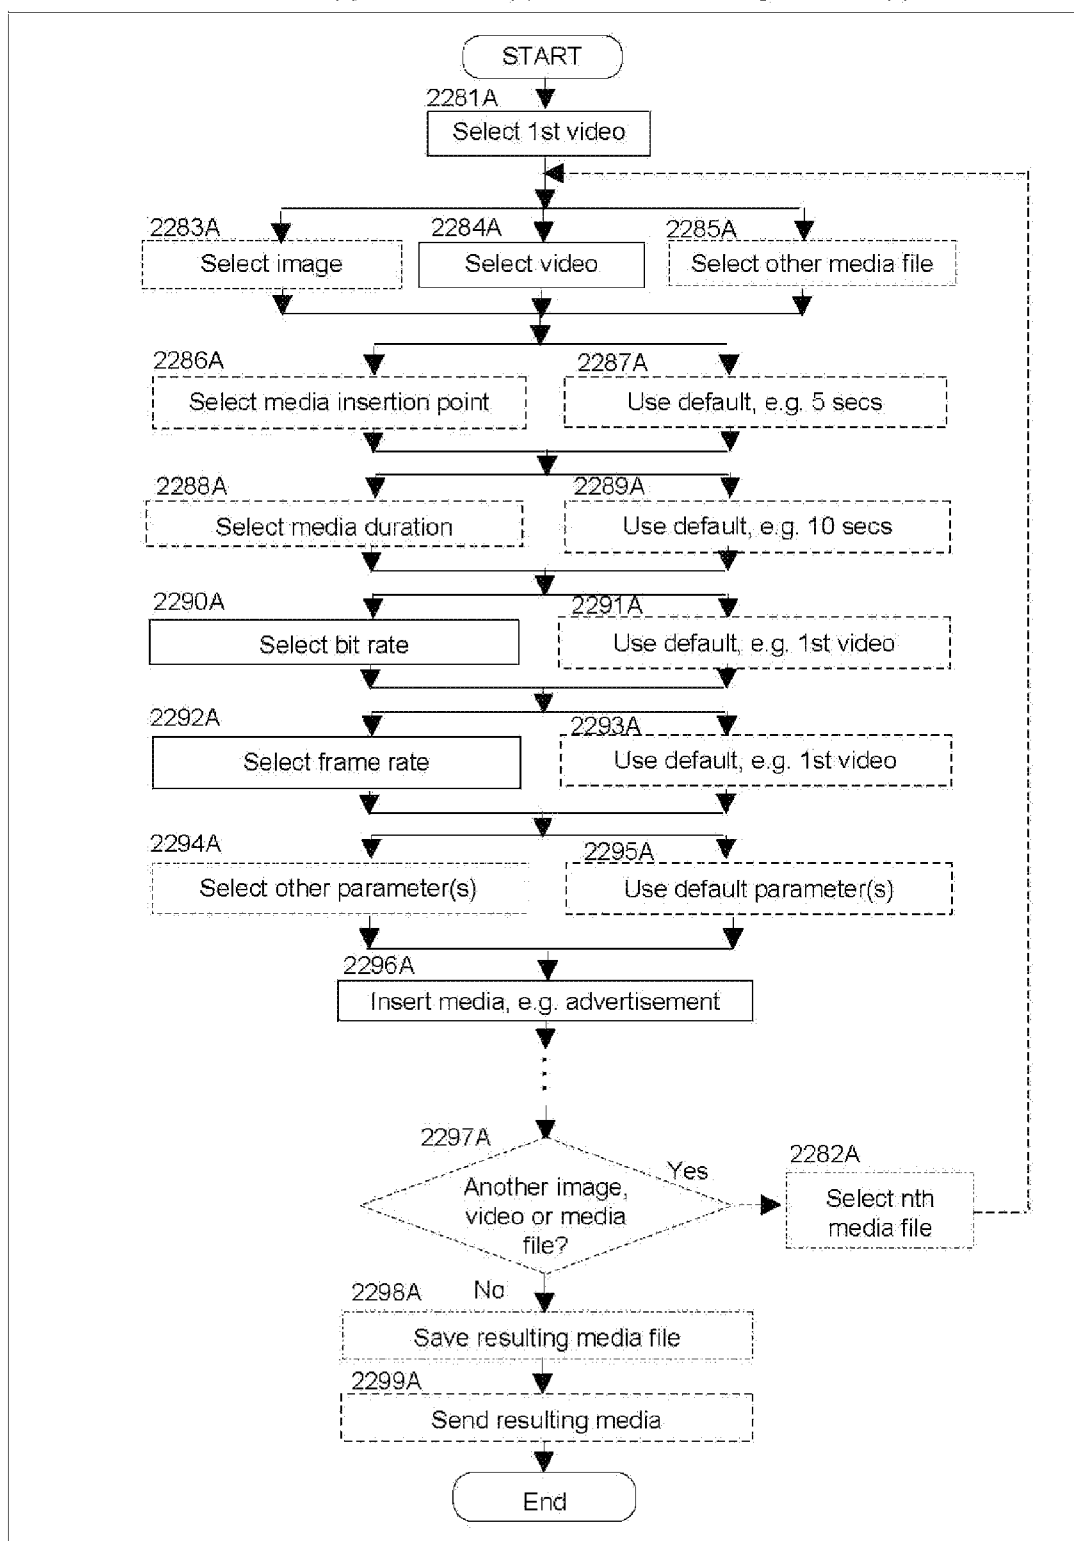 START
2281A
Select 1st video
2283A
2284A
2285A
Select image
Select video
Select other media file
2286A
2287A
Select media insertion point
Use default, e.g. 5 secs
2288A
2289A
Select media duration
Use default, e.g. 10 secs
2290A
2291A
Select bit rate
Use default, e.g. 1st video
2292A
2293A
Select frame rate
Use default, e.g. 1st video
2294A
2295A
Select other parameter(s)
Use default parameter(s)
2296A
Insert media, e.g. advertisement
2297A
Another image,
video or media
file?
Yes
2282A
Select nth
media file
No
2298A
Save resulting media file
2299A
Send resulting media
End